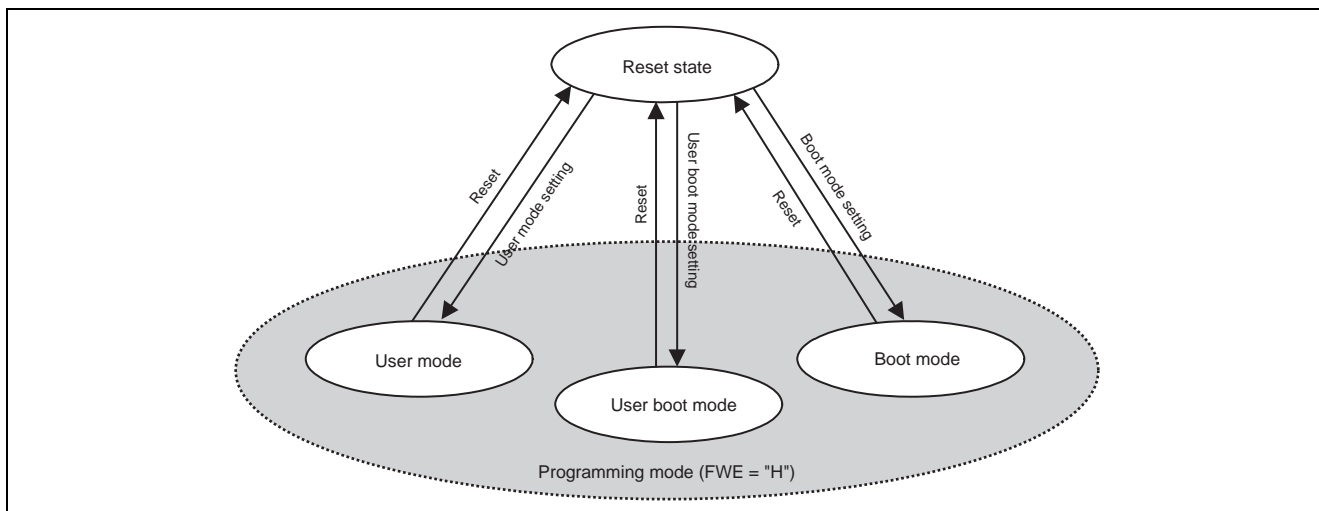 Reset state
Reset
User mode setting
Reset
User boot mode setting
Reset
Boot mode setting
User mode
User boot mode
Boot mode
Programming mode (FWE = "H")